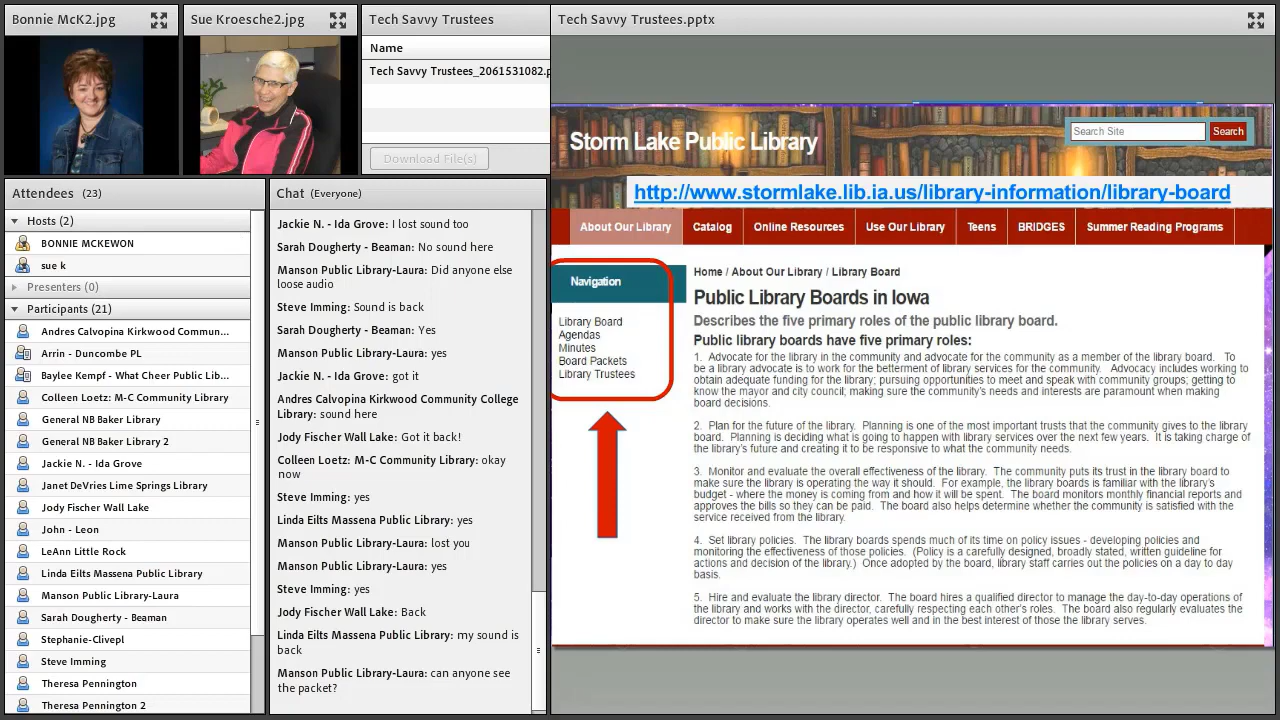 Bonnie McK2.jpg
Sue Kroesche2.jpg
Tech Savvy Trustees
Name
Tech Savvy Trustees_2061531082.p
Download File(s)
Attendees (23)
Hosts (2)
BONNIE MCKEWON
sue k
Presenters (0)
Participants (21)
Andres Calvopina Kirkwood Commun...
Arrin - Duncombe PL
Baylee Kempf - What Cheer Public Lib...
Colleen Loetz: M-C Community Library
General NB Baker Library
General NB Baker Library 2
Jackie N. - Ida Grove
Janet DeVries Lime Springs Library
Jody Fischer Wall Lake
John - Leon
LeAnn Little Rock
Linda Eilts Massena Public Library
Manson Public Library-Laura
Sarah Dougherty - Beaman
Stephanie-Clivepl
Steve Imming
Theresa Pennington
Theresa Pennington 2
Chat (Everyone)
Jackie N. - Ida Grove: I lost sound too
Sarah Dougherty - Beaman: No sound here
Manson Public Library-Laura: Did anyone else
loose audio
Steve Imming: Sound is back
Sarah Dougherty - Beaman: Yes
Manson Public Library-Laura: yes
Jackie N. - Ida Grove: got it
Andres Calvopina Kirkwood Community College
Library: sound here
Jody Fischer Wall Lake: Got it back!
Colleen Loetz: M-C Community Library: okay
now
Steve Imming: yes
Linda Eilts Massena Public Library: yes
Manson Public Library-Laura: lost you
Manson Public Library-Laura: yes
Steve Imming: yes
Jody Fischer Wall Lake: Back
Linda Eilts Massena Public Library: my sound is
back
Manson Public Library-Laura: can anyone see
the packet?
Tech Savvy Trustees.pptx
Storm Lake Public Library
Search Site
Search
http://www.stormlake.lib.ia.us/library-information/library-board
About Our Library
Catalog
Online Resources
Use Our Library
Teens
BRIDGES
Summer Reading Programs
Navigation
Library Board
Agendas
Minutes
Board Packets
Library Trustees
Home / About Our Library / Library Board
Public Library Boards in Iowa
Describes the five primary roles of the public library board.
Public library boards have five primary roles:
1. Advocate for the library in the community and advocate for the community as a member of the library board. To
be a library advocate is to work for the betterment of library services for the community. Advocacy includes working to
obtain adequate funding for the library; pursuing opportunities to meet and speak with community groups; getting to
know the mayor and city council; making sure the community's needs and interests are paramount when making
board decisions.
2. Plan for the future of the library. Planning is one of the most important trusts that the community gives to the library
board. Planning is deciding what is going to happen with library services over the next few years. It is taking charge of
the library's future and creating it to be responsive to what the community needs.
3. Monitor and evaluate the overall effectiveness of the library. The community puts its trust in the library board to
make sure the library is operating the way it should. For example, the library boards is familiar with the library's
budget - where the money is coming from and how it will be spent. The board monitors monthly financial reports and
approves the bills so they can be paid. The board also helps determine whether the community is satisfied with the
service received from the library.
4. Set library policies. The library boards spends much of its time on policy issues - developing policies and
monitoring the effectiveness of those policies. (Policy is a carefully designed, broadly stated, written guideline for
actions and decision of the library.) Once adopted by the board, library staff carries out the policies on a day to day
basis.
5. Hire and evaluate the library director. The board hires a qualified director to manage the day-to-day operations of
the library and works with the director, carefully respecting each other's roles. The board also regularly evaluates the
director to make sure the library operates well and in the best interest of those the library serves.